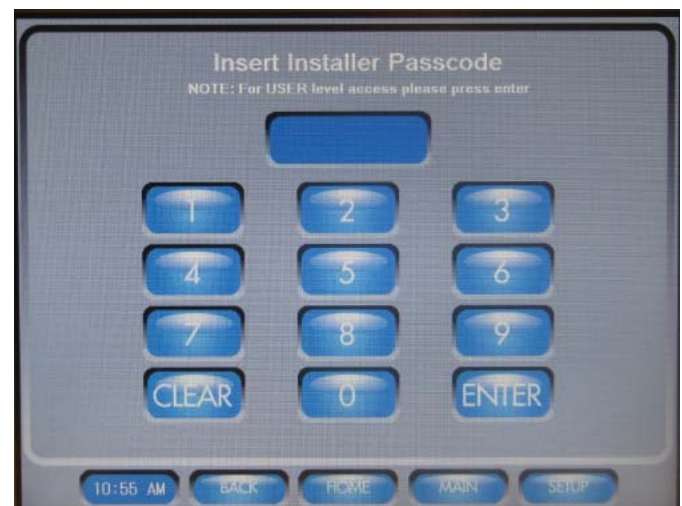 Insert Installer Passcode
NOTE: For USER level access please press enter
1 2 3
4 5 6
7 8 9
CLEAR 0 ENTER
10:55 AM BACK HOME MAIN SETUP